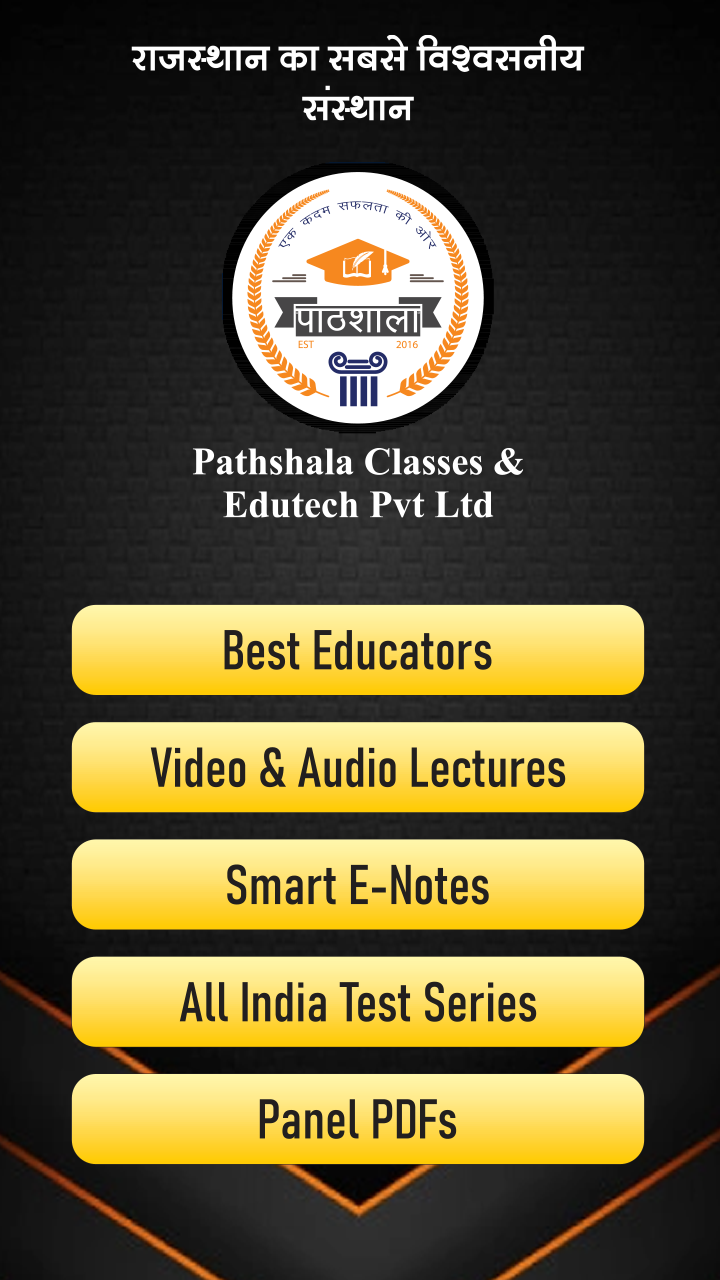 राजस्थान का सबसे विश्वसनीय
संस्थान
एक कदम सफलता की ओर
पाठशाला
EST 2016
Pathshala Classes &
Edutech Pvt Ltd
Best Educators
Video & Audio Lectures
Smart E-Notes
All India Test Series
Panel PDFs